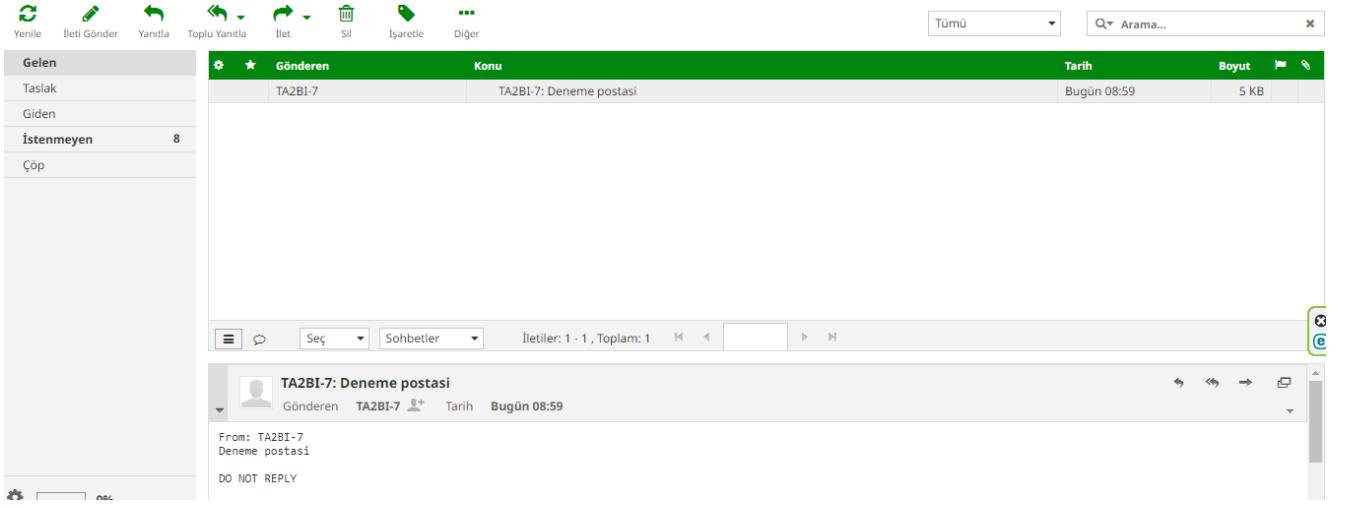 Yenile İleti Gönder Yanıtla Toplu Yanıtla İlet Sil İşaretle Diğer
Tümü
Arama...
Gelen
Taslak
Giden
İstenmeyen 8
Çöp
Gönderen Konu Tarih Boyut
TA2BI-7 TA2BI-7: Deneme postasi Bugün 08:59 5 KB
Seç Sohbetler İletiler: 1 - 1 , Toplam: 1
TA2BI-7: Deneme postasi
Gönderen TA2BI-7 Tarih Bugün 08:59
From: TA2BI-7
Deneme postasi
DO NOT REPLY
0%